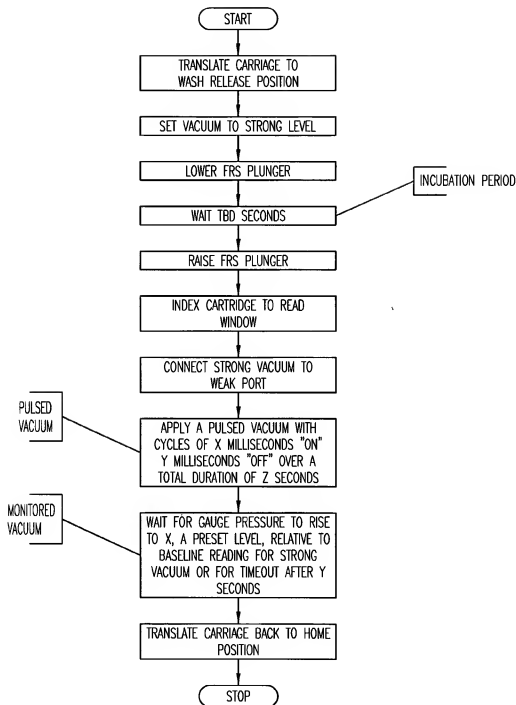 START
TRANSLATE CARRIAGE TO
WASH RELEASE POSITION
SET VACUUM TO STRONG LEVEL
LOWER FRS PLUNGER
INCUBATION PERIOD
WAIT TBD SECONDS
RAISE FRS PLUNGER
INDEX CARTRIDGE TO READ
WINDOW
CONNECT STRONG VACUUM TO
WEAK PORT
PULSED
VACUUM
APPLY A PULSED VACUUM WITH
CYCLES OF X MILLISECONDS "ON"
Y MILLISECONDS "OFF" OVER A
TOTAL DURATION OF Z SECONDS
MONITORED
VACUUM
WAIT FOR GAUGE PRESSURE TO RISE
TO X, A PRESET LEVEL, RELATIVE TO
BASELINE READING FOR STRONG
VACUUM OR FOR TIMEOUT AFTER Y
SECONDS
TRANSLATE CARRIAGE BACK TO HOME
POSITION
STOP